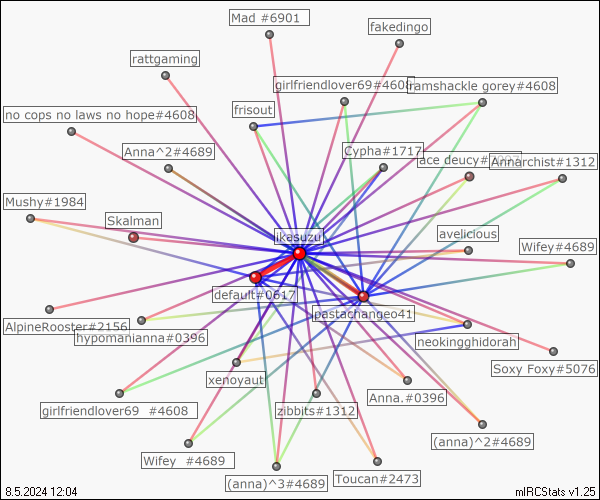 Mad #6901
fakedingo
rattgaming
girlfriendlover69#4608
ramshackle gorey#4608
no cops no laws no hope#4608
frisout
Anna^2#4689
Cypha#1717
ace deucy#
Annarchist#1312
Mushy#1984
Skalman
ikasuzu
avelicious
Wifey#4689
default#0617
pastachangeo41
AlpineRooster#2156
hypomanianna#0396
neokingghidorah
Soxy Foxy#5076
xenoyaut
Anna.#0396
girlfriendlover69 #4608
zibbits#1312
(anna)^2#4689
Wifey #4689
(anna)^3#4689
Toucan#2473
8.5.2024 12:04
mIRCStats v1.25